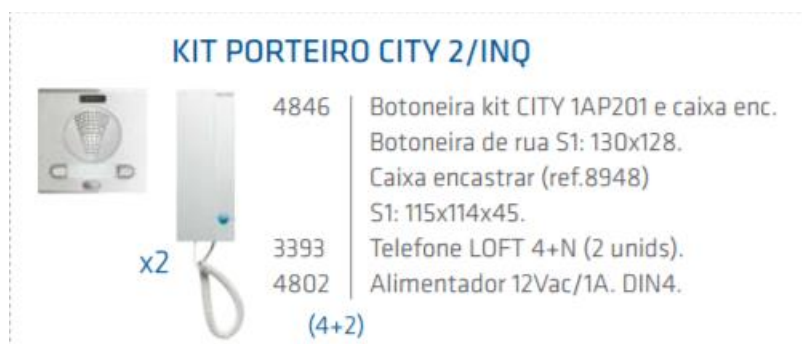 KIT PORTEIRO CITY 2/INQ
4846 Botoneira kit CITY 1AP201 e caixa enc.
Botoneira de rua S1: 130x128.
Caixa encastrar (ref.8948)
S1: 115x114x45.
3393 Telefone LOFT 4+N (2 unids).
x2
4802 Alimentador 12Vac/1A. DIN4.
(4+2)